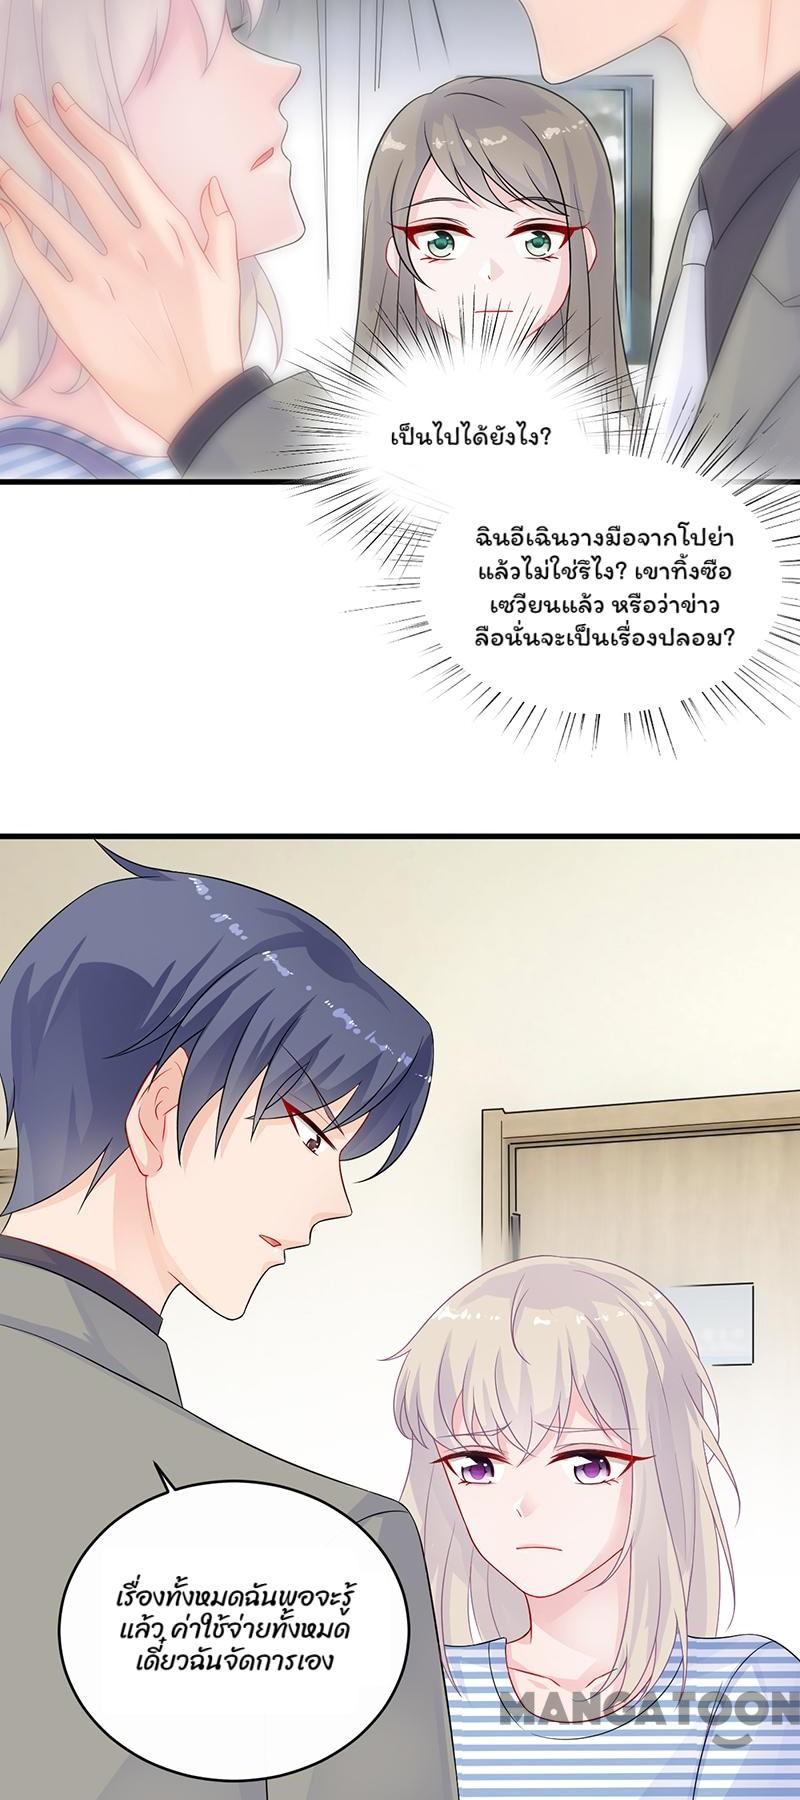 เป็นไปได้ยังไง?
ฉินอีเฉินวางมือจากโปย่า
แล้วไม่ใช่รึไง? เขาทิ้งซือ
เซวียนแล้ว หรือว่าข่าว
ลือนั่นจะเป็นเรื่องปลอม?
เรื่องทั้งหมดฉันพอจะรู้
แล้ว ค่าใช้จ่ายทั้งหมด
เดี๋ยวฉันจัดการเอง
MANGATOON